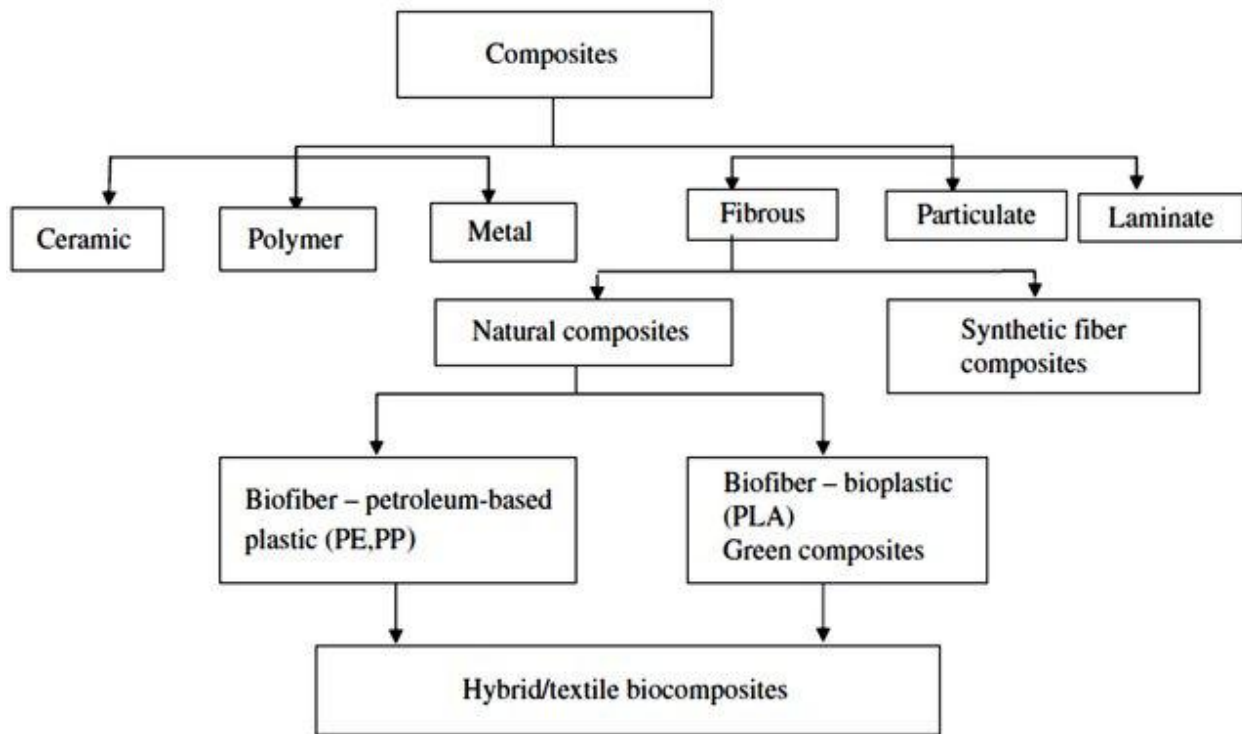 Composites
Ceramic
Polymer
Metal
Fibrous
Particulate
Laminate
Natural composites
Synthetic fiber
composites
Biofiber – petroleum-based
plastic (PE,PP)
Biofiber – bioplastic
(PLA)
Green composites
Hybrid/textile biocomposites